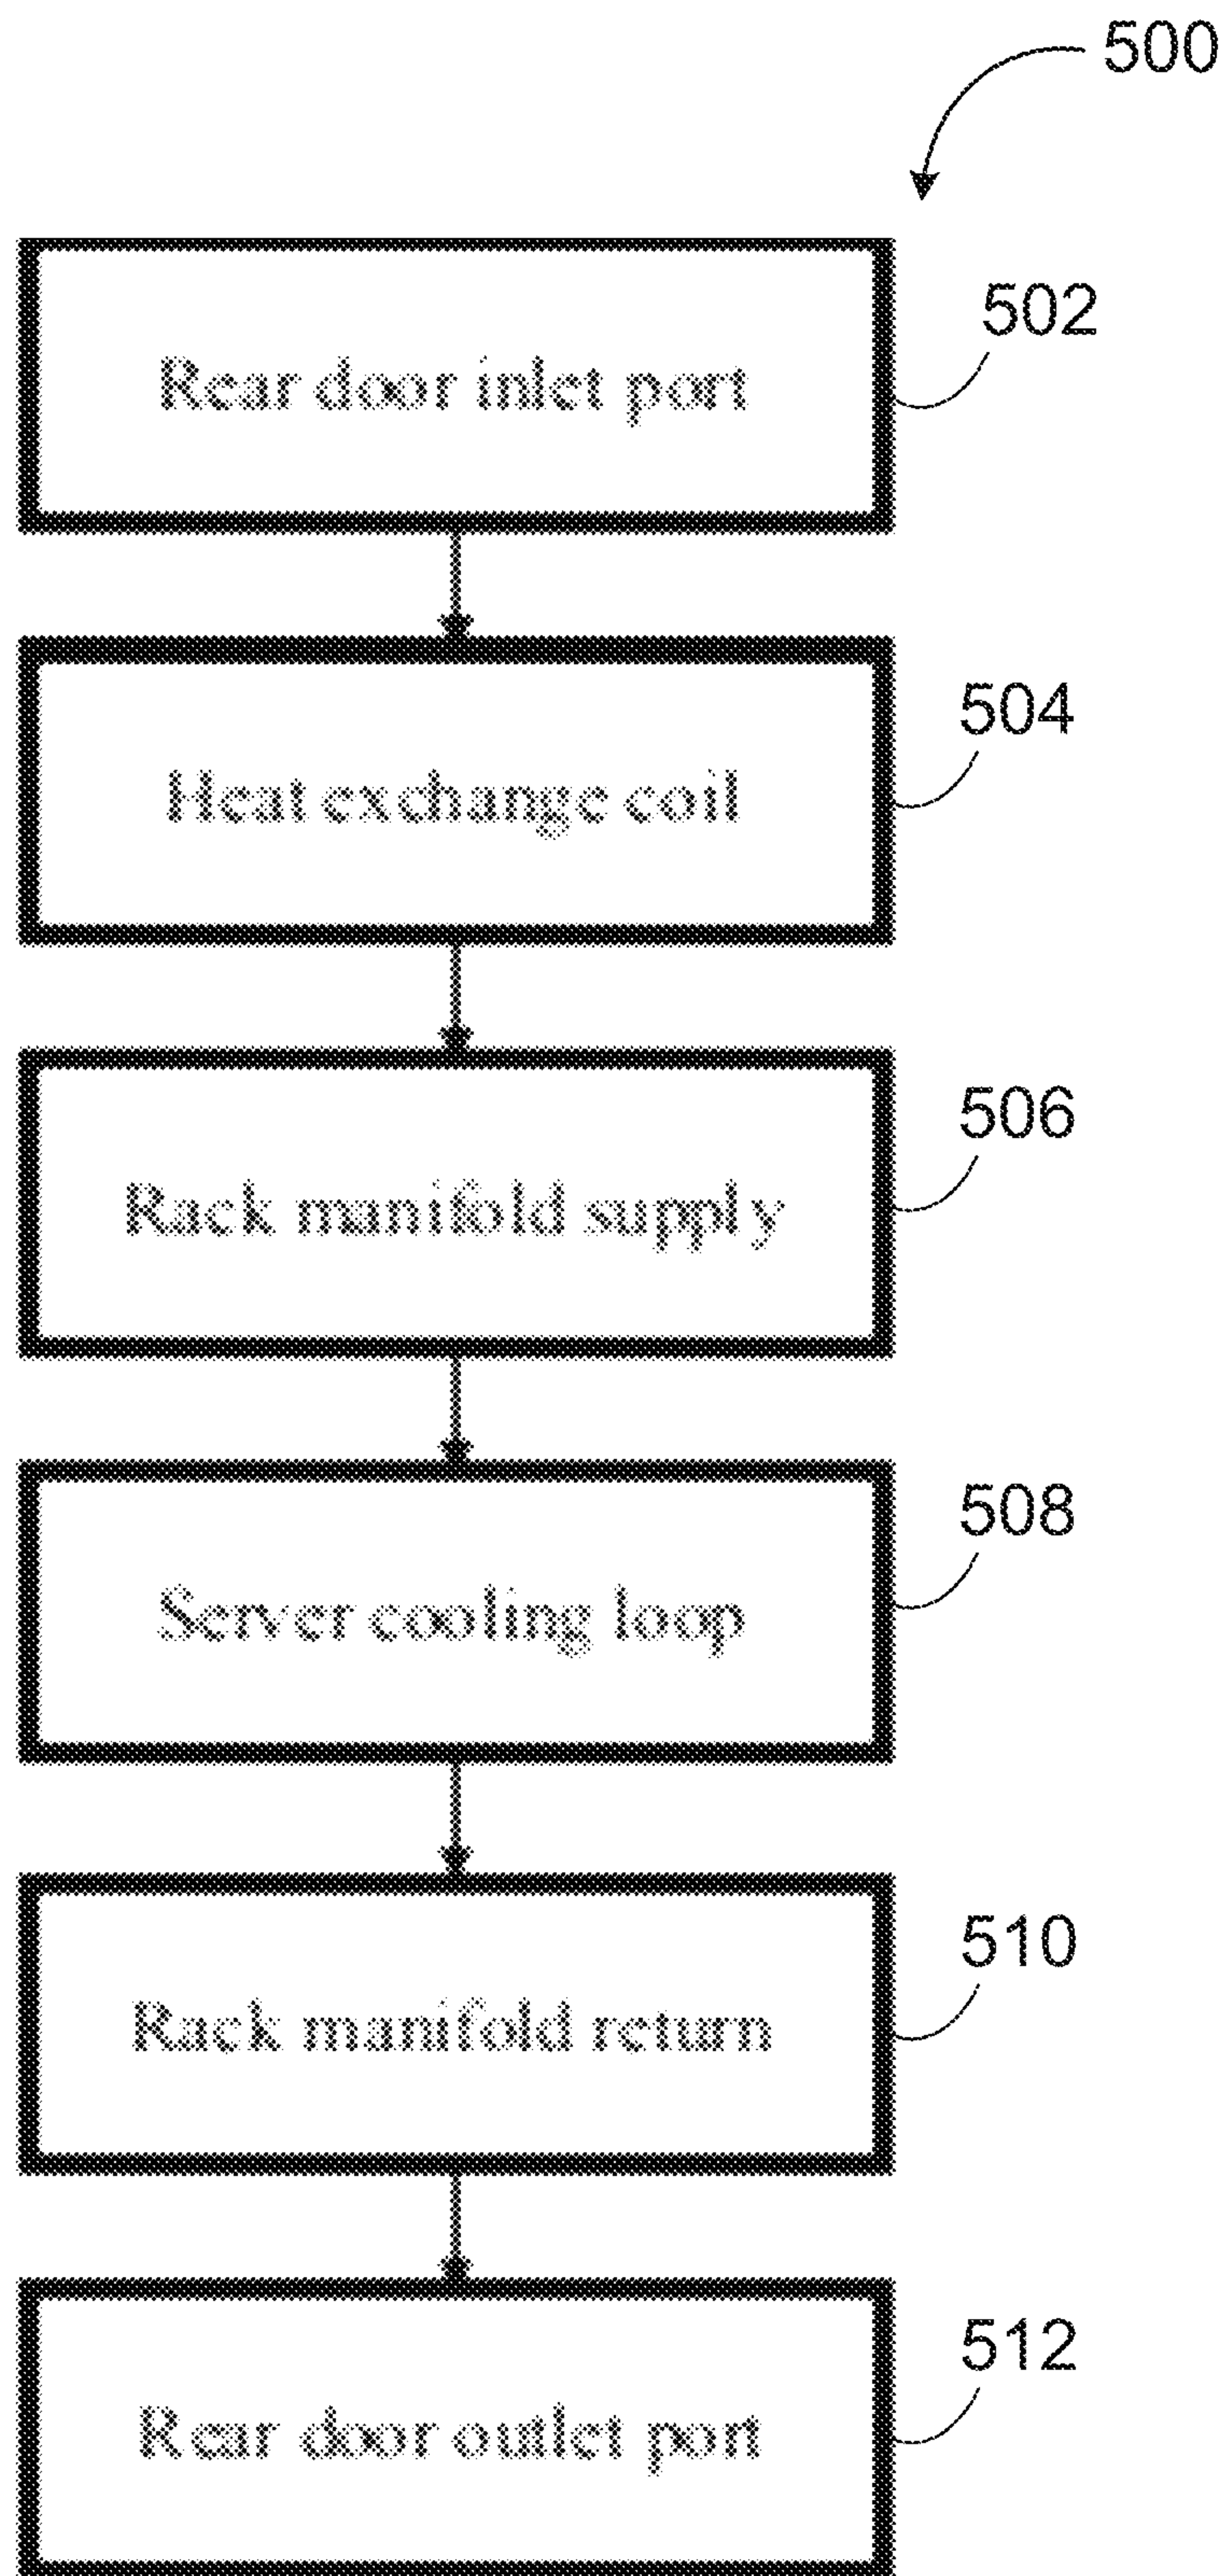 500
Rear door inlet port
502
Heat exchange coil
504
Rack manifold supply
506
Server cooling loop
508
Rack manifold return
510
Rear door outlet port
512